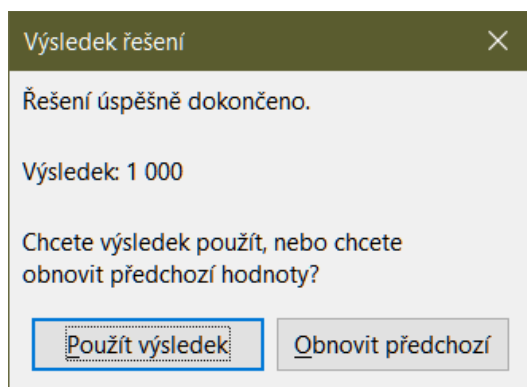 Výsledek řešení
Řešení úspěšně dokončeno.
Výsledek: 1 000
Chcete výsledek použít, nebo chcete
obnovit předchozí hodnoty?
Použít výsledek
Obnovit předchozí